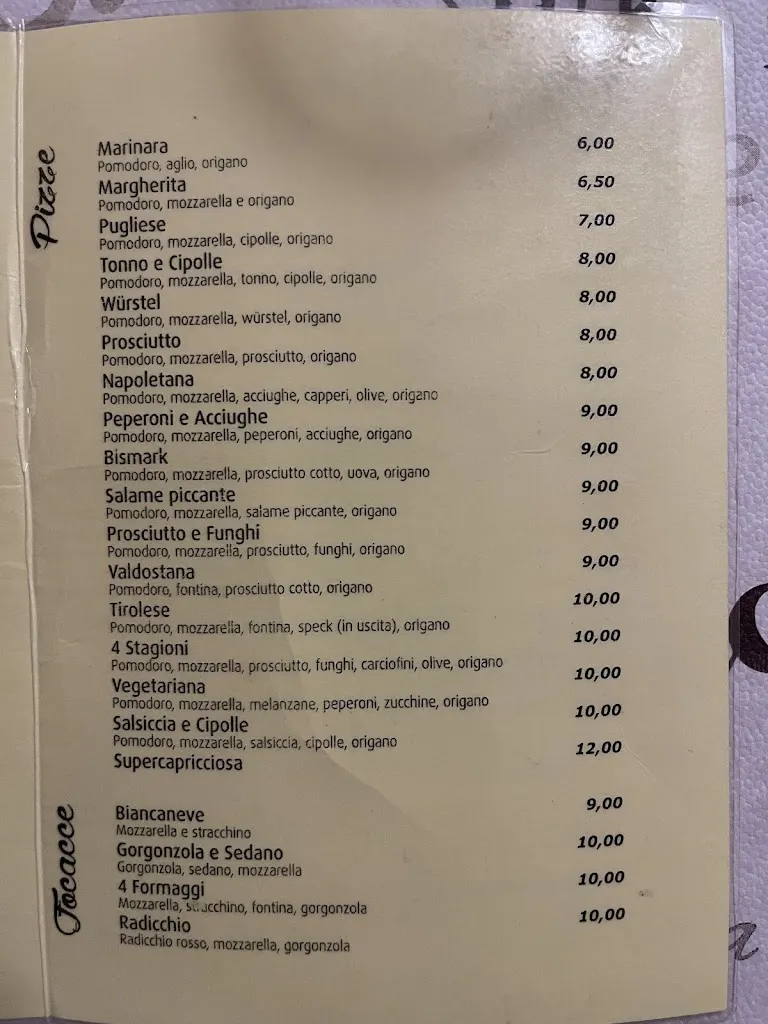 Pizze
Marinara 6,00
Pomodoro, aglio, origano
Margherita 6,50
Pomodoro, mozzarella e origano
Pugliese 7,00
Pomodoro, mozzarella, cipolle, origano
Tonno e Cipolle 8,00
Pomodoro, mozzarella, tonno, cipolle, origano
Würstel 8,00
Pomodoro, mozzarella, würstel, origano
Prosciutto 8,00
Pomodoro, mozzarella, prosciutto, origano
Napoletana 8,00
Pomodoro, mozzarella, acciughe, capperi, olive, origano
Peperoni e Acciughe 9,00
Pomodoro, mozzarella, peperoni, acciughe, origano
Bismark 9,00
Pomodoro, mozzarella, prosciutto cotto, uova, origano
Salame piccante 9,00
Pomodoro, mozzarella, salame piccante, origano
Prosciutto e Funghi 9,00
Pomodoro, mozzarella, prosciutto, funghi, origano
Valdostana 9,00
Pomodoro, fontina, prosciutto cotto, origano
Tirolese 10,00
Pomodoro, mozzarella, fontina, speck (in uscita), origano
4 Stagioni 10,00
Pomodoro, mozzarella, prosciutto, funghi, carciofini, olive, origano
Vegetariana 10,00
Pomodoro, mozzarella, melanzane, peperoni, zucchine, origano
Salsiccia e Cipolle 10,00
Pomodoro, mozzarella, salsiccia, cipolle, origano
Supercapricciosa 12,00
Focacce
Biancaneve 9,00
Mozzarella e stracchino
Gorgonzola e Sedano 10,00
Gorgonzola, sedano, mozzarella
4 Formaggi 10,00
Mozzarella, stracchino, fontina, gorgonzola
Radicchio 10,00
Radicchio rosso, mozzarella, gorgonzola